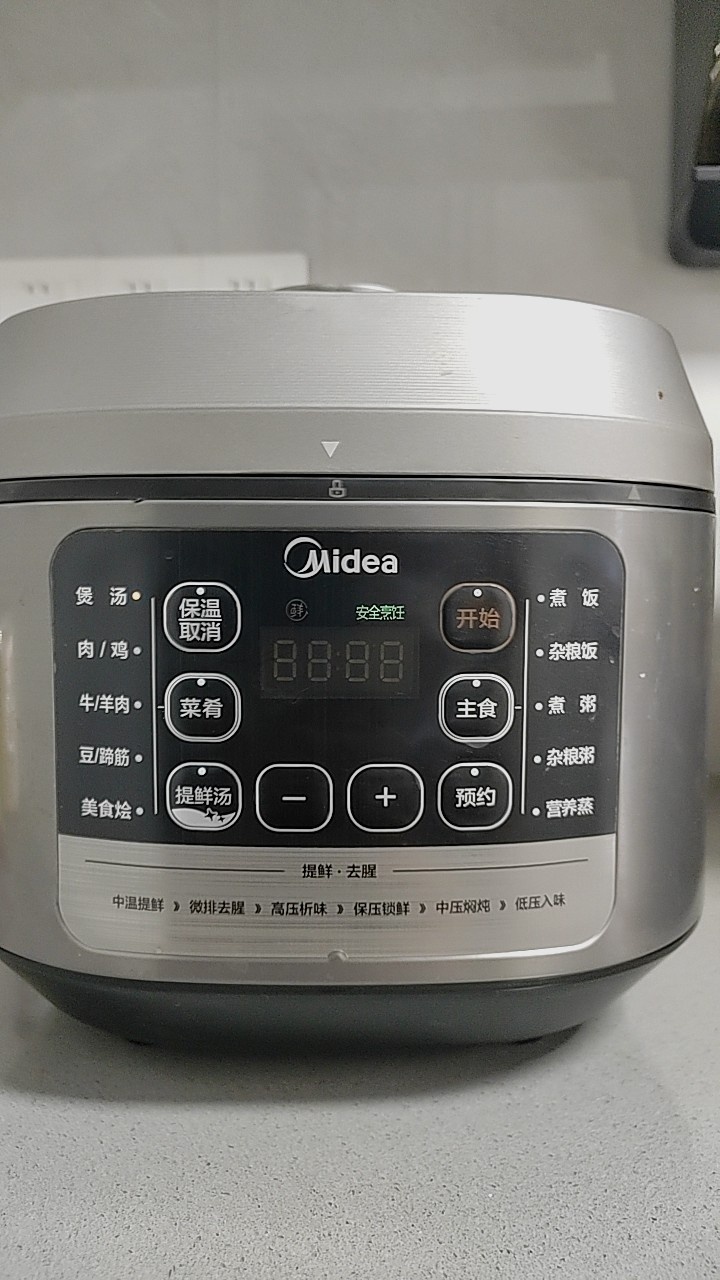 Midea
煲 汤
肉 / 鸡
牛/羊肉
豆/蹄筋
美食烩
保温
取消
菜肴
提鲜汤
鲜
安全烹饪
88:88
−
+
开始
主食
预约
煮 饭
杂粮饭
煮 粥
杂粮粥
营养蒸
提鲜·去腥
中温提鲜 》 微排去腥 》 高压析味 》 保压锁鲜 》 中压焖炖 》 低压入味